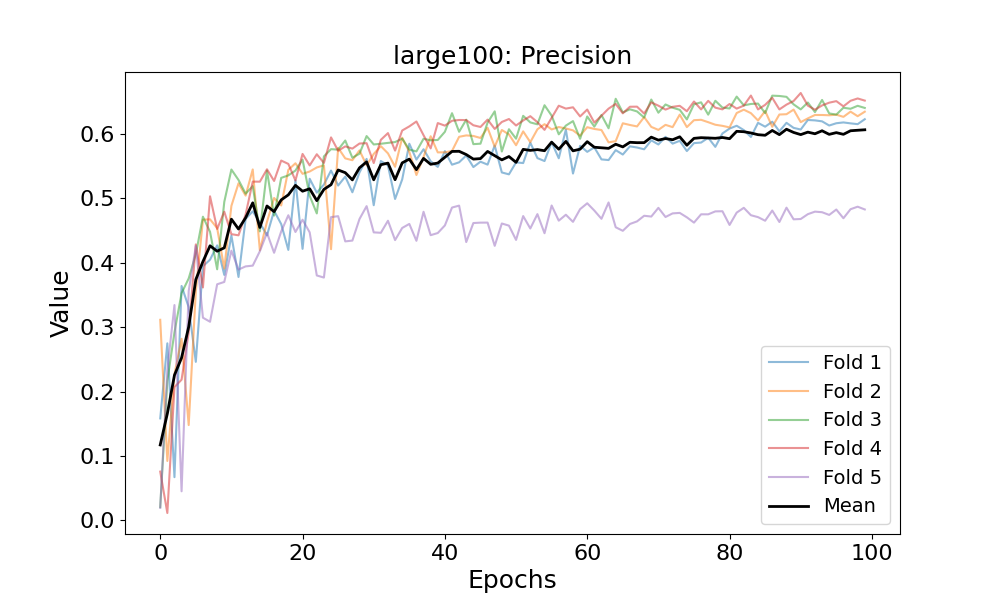 large100: Precision
Value
0.6
0.5
0.4
0.3
0.2
0.1
0.0
0 20 40 60 80 100
Epochs
Fold 1
Fold 2
Fold 3
Fold 4
Fold 5
Mean